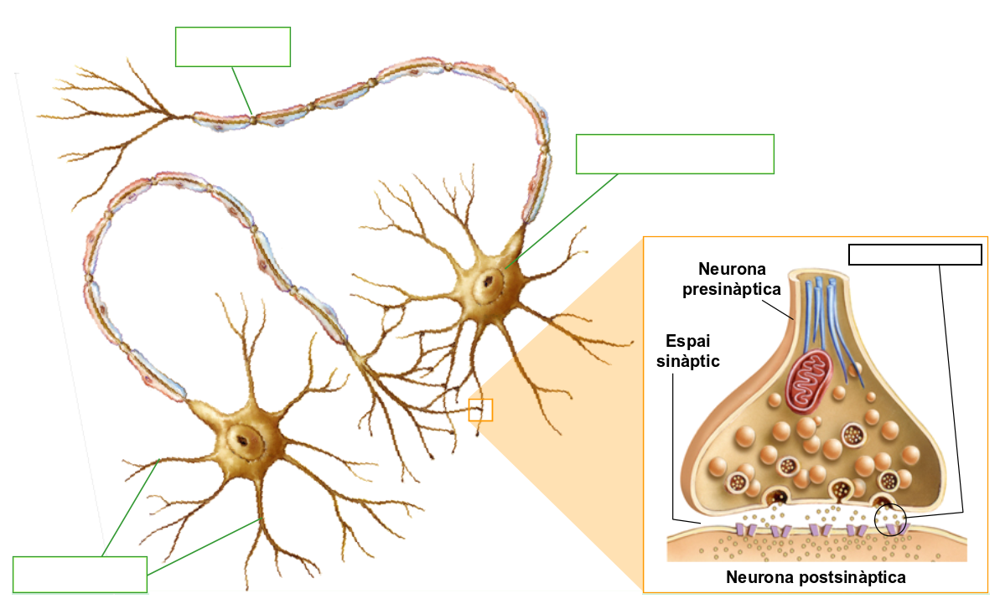 Neurona
presinàptica
Espai
sinàptic
Neurona postsinàptica